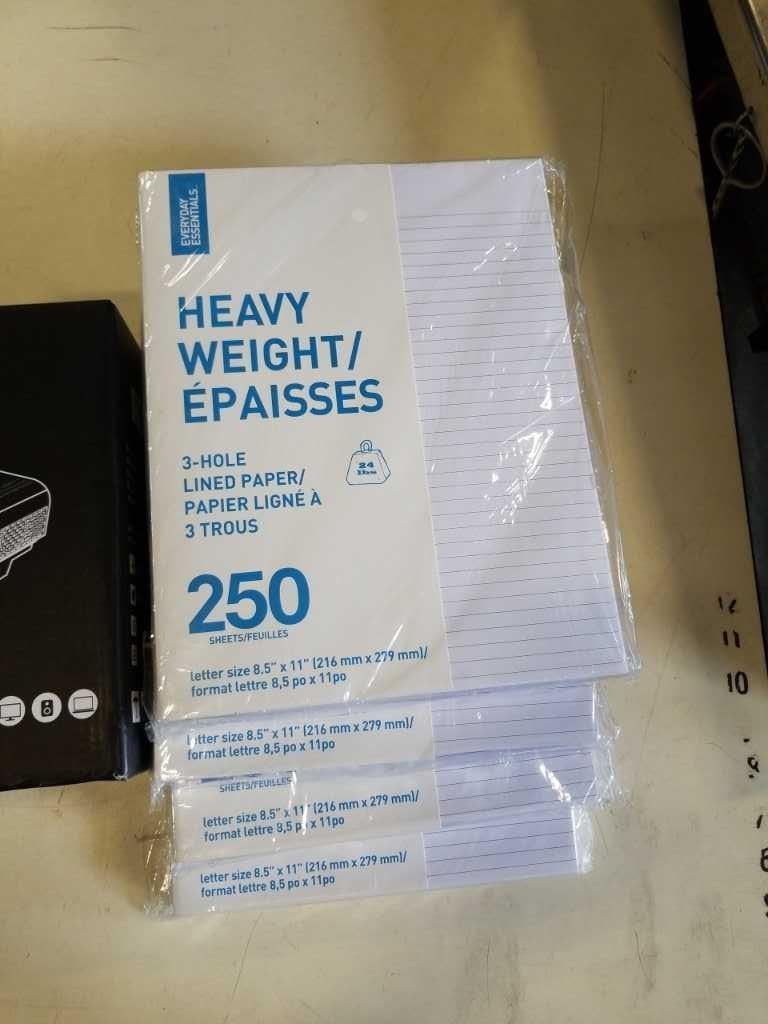 EVERYDAY
ESSENTIALS.
HEAVY
WEIGHT/
ÉPAISSES
3-HOLE
LINED PAPER/
PAPIER LIGNÉ À
3 TROUS
24
lbs
250
SHEETS/FEUILLES
letter size 8.5" x 11" (216 mm x 279 mm)/
format lettre 8,5 po x 11po
letter size 8.5" x 11" (216 mm x 279 mm)/
format lettre 8,5 po x 11po
SHEETS/FEUILLES
letter size 8.5" x 11" (216 mm x 279 mm)/
format lettre 8,5 po x 11po
letter size 8.5" x 11" (216 mm x 279 mm)/
format lettre 8,5 po x 11po
12
11
10